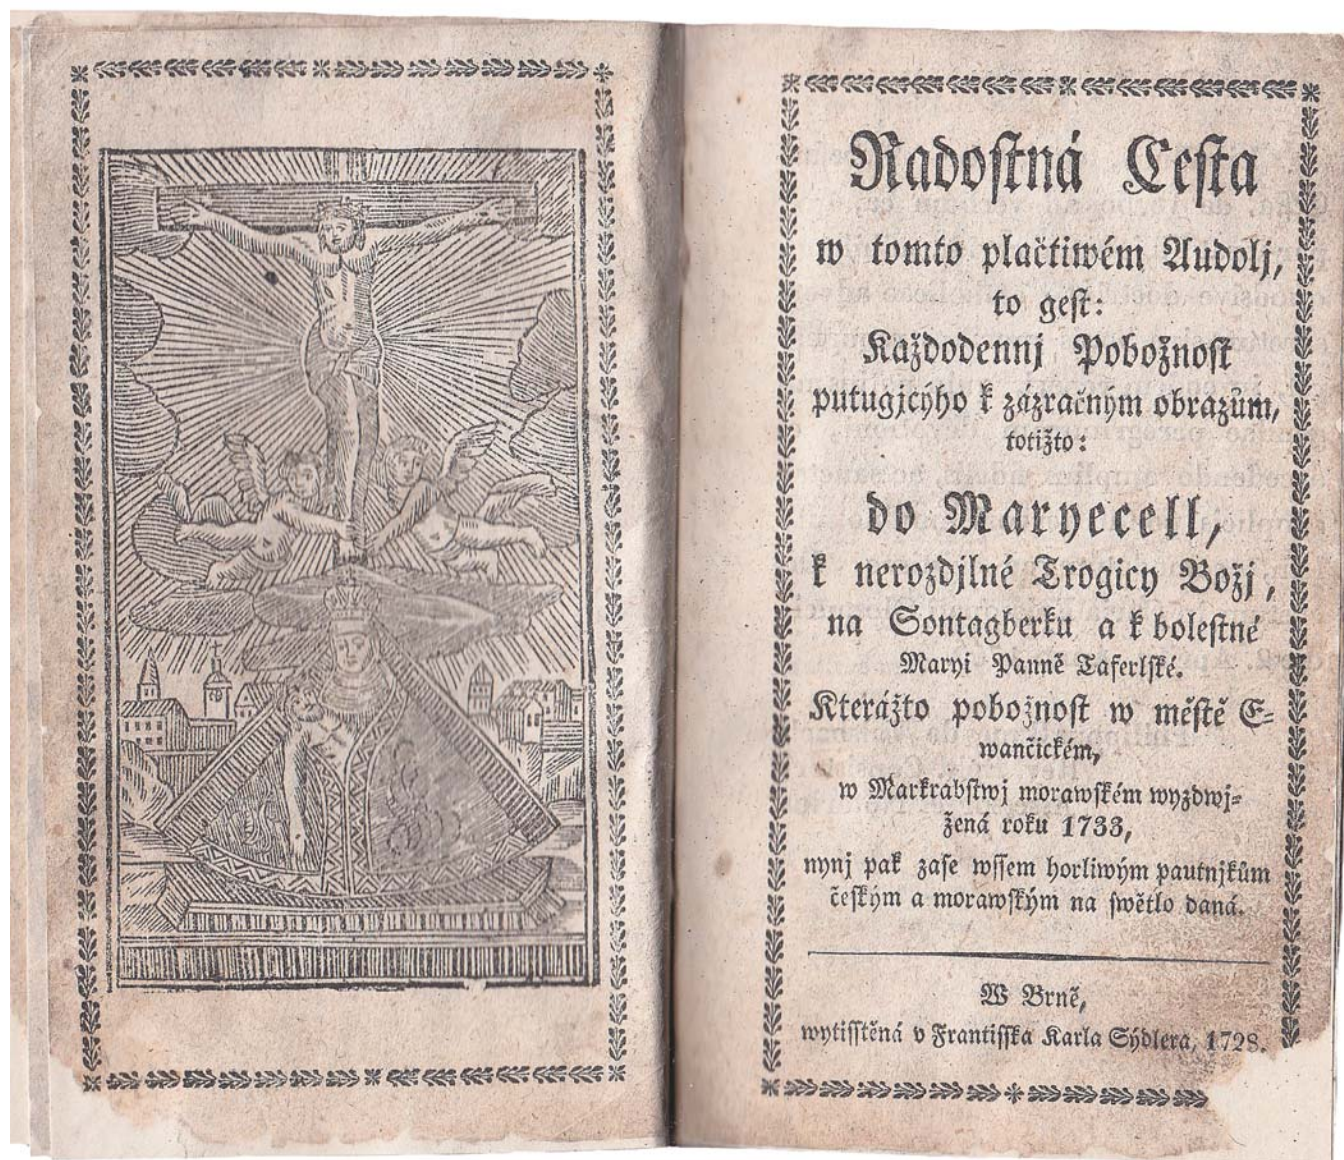 Radostná Cesta
w tomto plačtiwém Audolj,
to gest:
Každodennj Pobožnost
putugjcýho k zázračným obrazům,
totižto:
do Maryecell,
k nerozdjlné Trogicy Božj,
na Sontagberku a k bolestné
Maryi Panně Taferlské.
Kterážto pobožnost w městě E-
wančickém,
w Markrabstwj morawském wyzdwj-
žená roku 1733,
nynj pak zase wssem horliwým pautnjkům
českým a morawským na swětlo daná.
W Brně,
wytisstěná v Frantisska Karla Sýdlera, 1728.